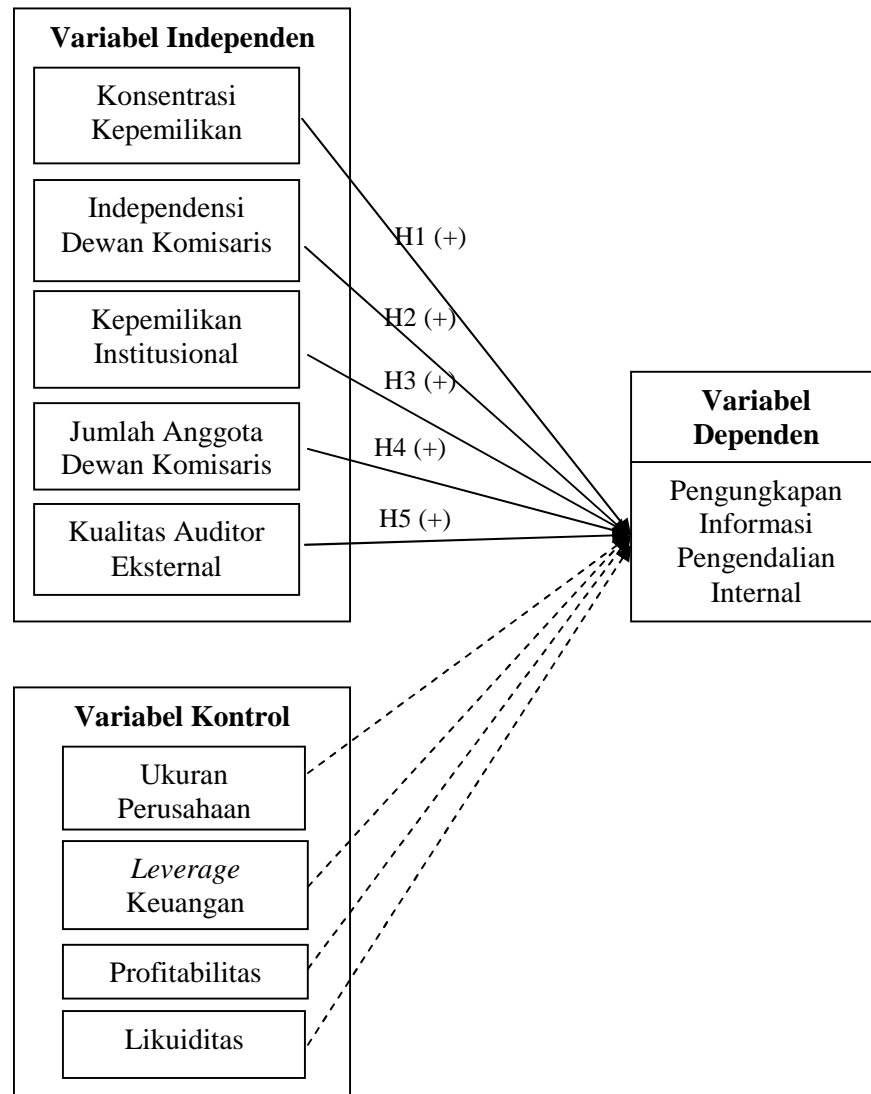 Variabel Independen
Konsentrasi
Kepemilikan
Independensi
Dewan Komisaris
Kepemilikan
Institusional
Jumlah Anggota
Dewan Komisaris
Kualitas Auditor
Eksternal
H1 (+)
H2 (+)
H3 (+)
H4 (+)
H5 (+)
Variabel
Dependen
Pengungkapan
Informasi
Pengendalian
Internal
Variabel Kontrol
Ukuran
Perusahaan
Leverage
Keuangan
Profitabilitas
Likuiditas